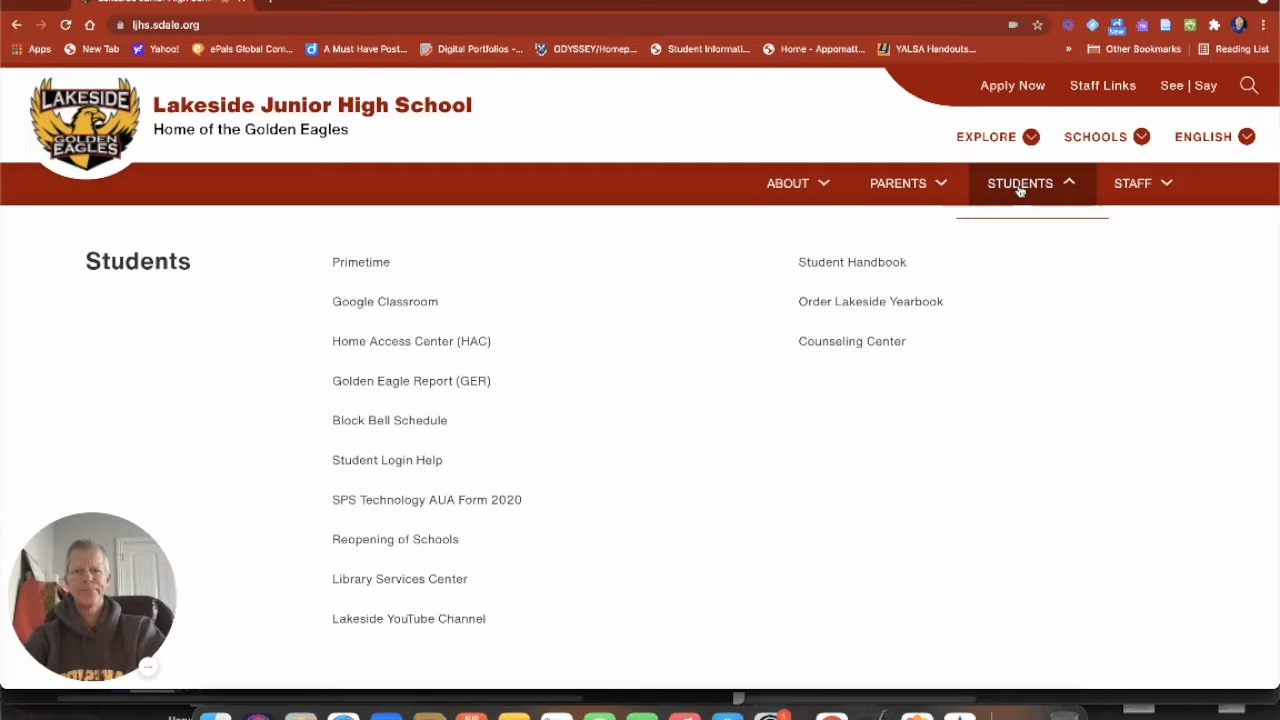 ljhs.sdale.org
Apps
New Tab
Yahoo!
ePals Global Com...
A Must Have Post...
Digital Portfolios -...
ODYSSEY/Homep...
Student Informati...
Home - Appomatt...
YALSA Handouts...
»
Other Bookmarks
Reading List
New
LAKESIDE
GOLDEN
EAGLES
Lakeside Junior High School
Home of the Golden Eagles
Apply Now
Staff Links
See | Say
EXPLORE
SCHOOLS
ENGLISH
ABOUT
PARENTS
STUDENTS
STAFF
Students
Primetime
Google Classroom
Home Access Center (HAC)
Golden Eagle Report (GER)
Block Bell Schedule
Student Login Help
SPS Technology AUA Form 2020
Reopening of Schools
Library Services Center
Lakeside YouTube Channel
Student Handbook
Order Lakeside Yearbook
Counseling Center